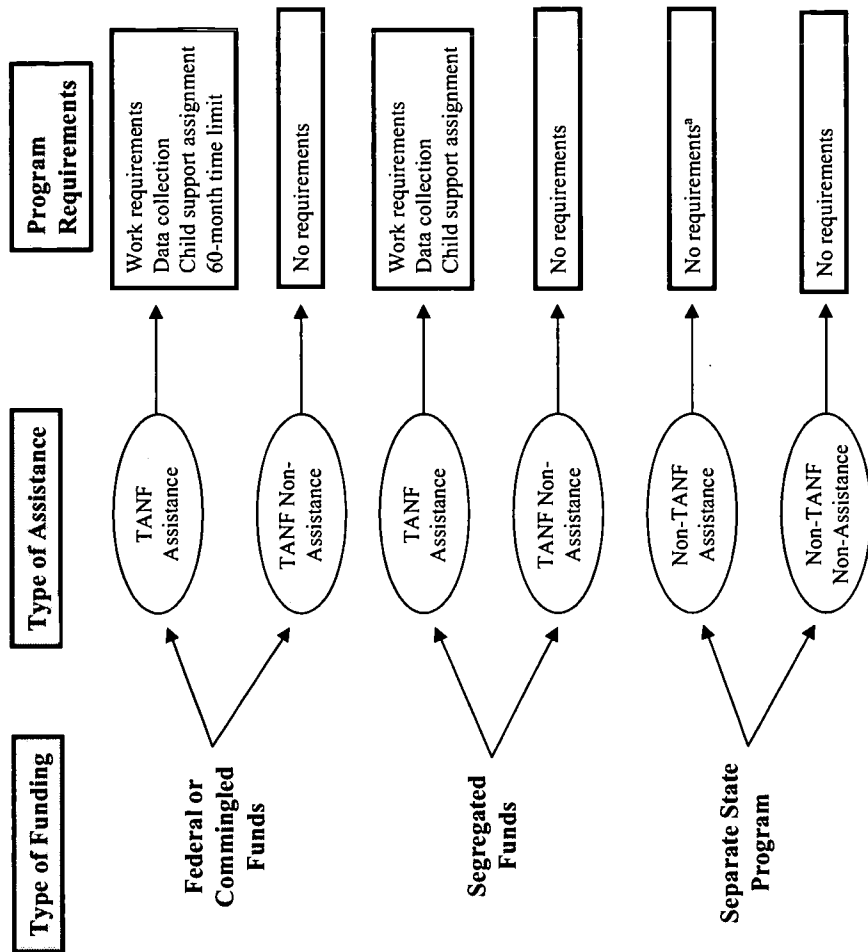 Type of Funding
Type of Assistance
Program
Requirements
Federal or
Commingled
Funds
TANF
Assistance
Work requirements
Data collection
Child support assignment
60-month time limit
TANF Non-
Assistance
No requirements
Segregated
Funds
TANF
Assistance
Work requirements
Data collection
Child support assignment
TANF Non-
Assistance
No requirements
Separate State
Program
Non-TANF
Assistance
No requirementsᵃ
Non-TANF
Non-Assistance
No requirements